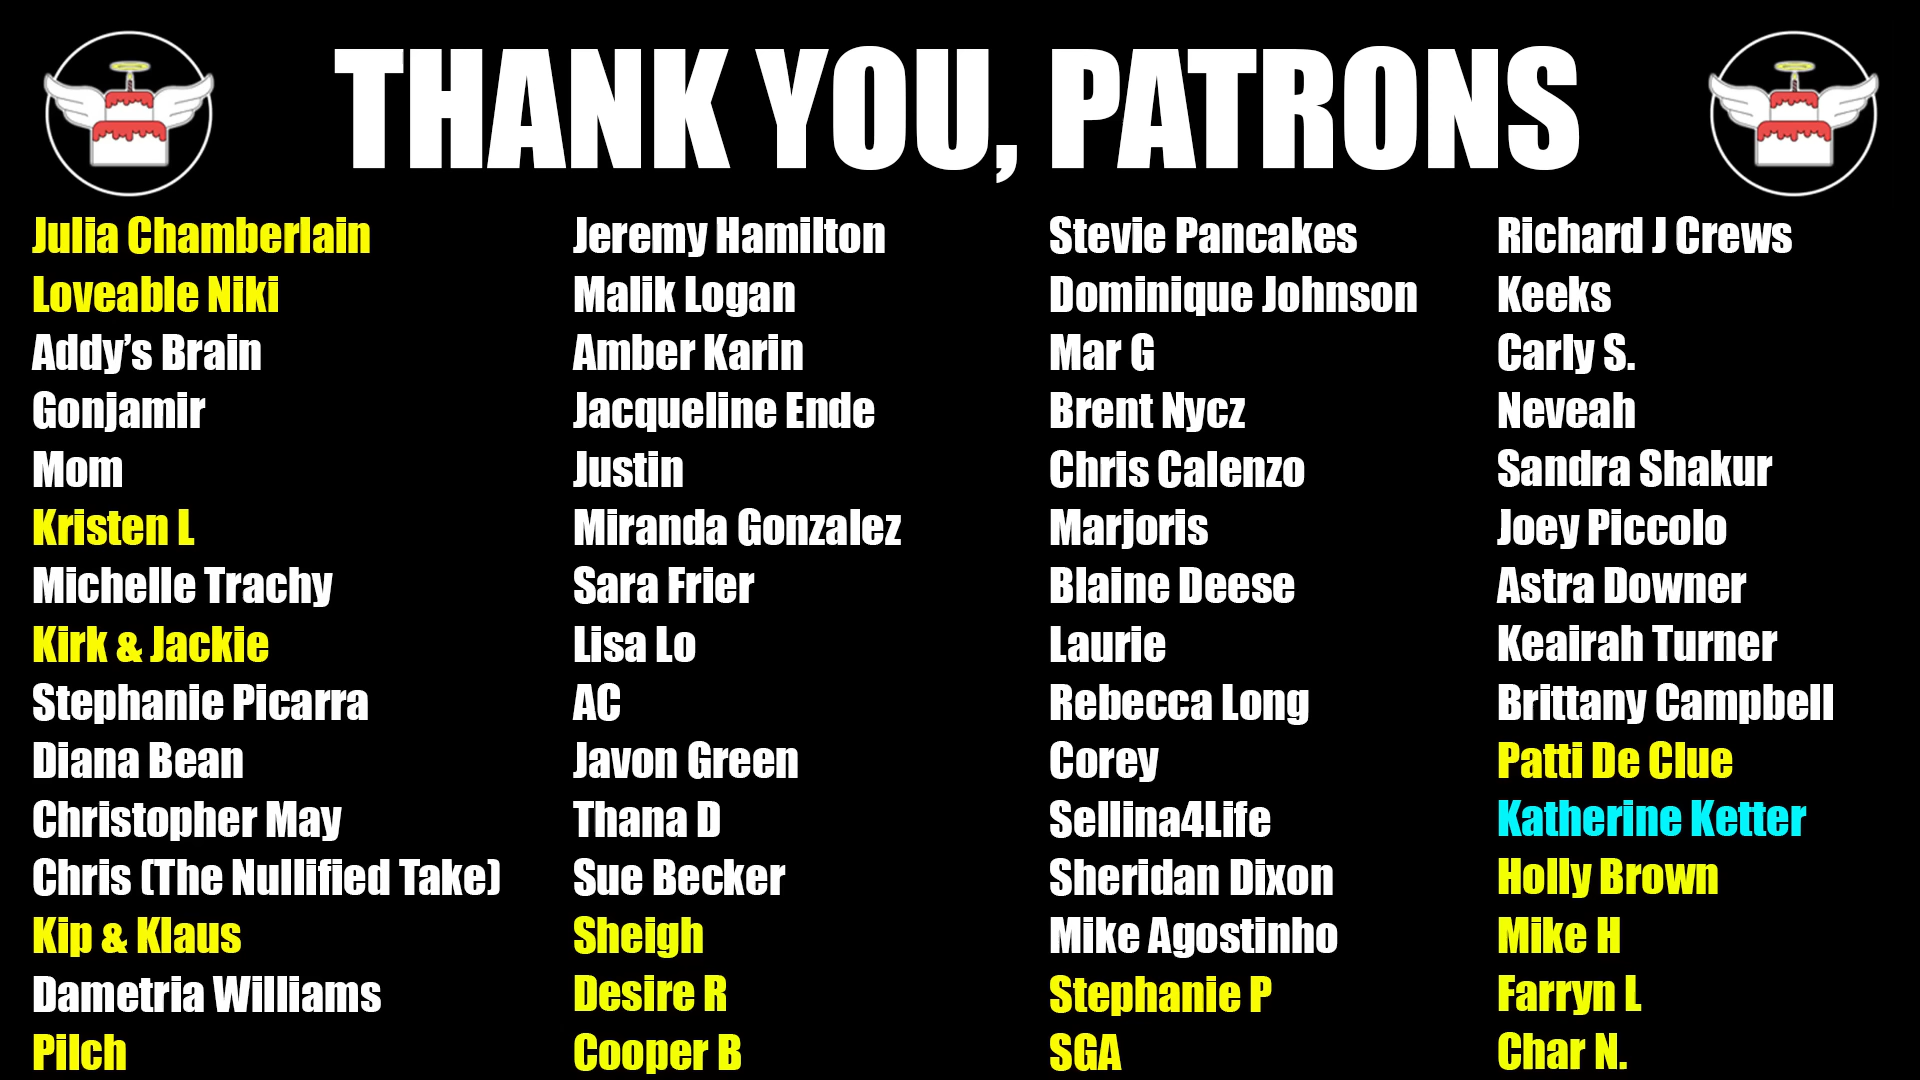 THANK YOU, PATRONS
Julia Chamberlain
Loveable Niki
Addy’s Brain
Gonjamir
Mom
Kristen L
Michelle Trachy
Kirk & Jackie
Stephanie Picarra
Diana Bean
Christopher May
Chris (The Nullified Take)
Kip & Klaus
Dametria Williams
Pilch
Jeremy Hamilton
Malik Logan
Amber Karin
Jacqueline Ende
Justin
Miranda Gonzalez
Sara Frier
Lisa Lo
AC
Javon Green
Thana D
Sue Becker
Sheigh
Desire R
Cooper B
Stevie Pancakes
Dominique Johnson
Mar G
Brent Nycz
Chris Calenzo
Marjoris
Blaine Deese
Laurie
Rebecca Long
Corey
Sellina4Life
Sheridan Dixon
Mike Agostinho
Stephanie P
SGA
Richard J Crews
Keeks
Carly S.
Neveah
Sandra Shakur
Joey Piccolo
Astra Downer
Keairah Turner
Brittany Campbell
Patti De Clue
Katherine Ketter
Holly Brown
Mike H
Farryn L
Char N.